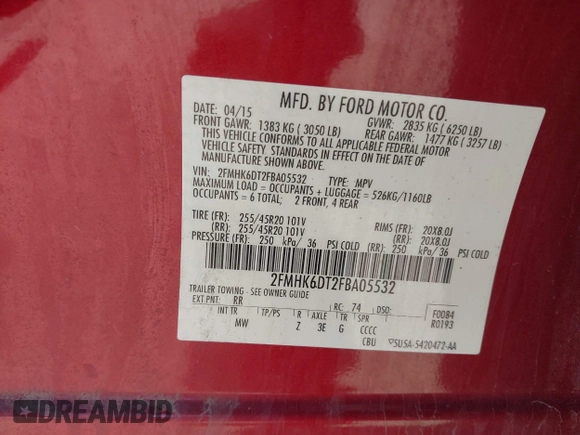 MFD. BY FORD MOTOR CO.
DATE: 04/15 GVWR: 2835 KG ( 6250 LB)
FRONT GAWR: 1383 KG ( 3050 LB) REAR GAWR: 1477 KG ( 3257 LB)
THIS VEHICLE CONFORMS TO ALL APPLICABLE FEDERAL MOTOR
VEHICLE SAFETY STANDARDS IN EFFECT ON THE DATE OF
MANUFACTURE SHOWN ABOVE.
VIN: 2FMHK6DT2FBA05532 TYPE: MPV
MAXIMUM LOAD = OCCUPANTS + LUGGAGE = 526KG/1160LB
OCCUPANTS = 6 TOTAL; 2 FRONT, 4 REAR
TIRE (FR): 255/45R20 101V RIMS (FR): 20X8.0J
(RR): 255/45R20 101V (RR): 20X8.0J
PRESSURE (FR): 250 kPa/ 36 PSI COLD (RR): 250 kPa/ 36 PSI COLD
2FMHK6DT2FBA05532
TRAILER TOWING - SEE OWNER GUIDE
EXT PNT: RR RC: 74 DSO: F0084
INT TR TP/PS R AXLE TR SPR R0193
MW Z 3E G CCCC
CBU 5U5A-5420472-AA
DREAMBID